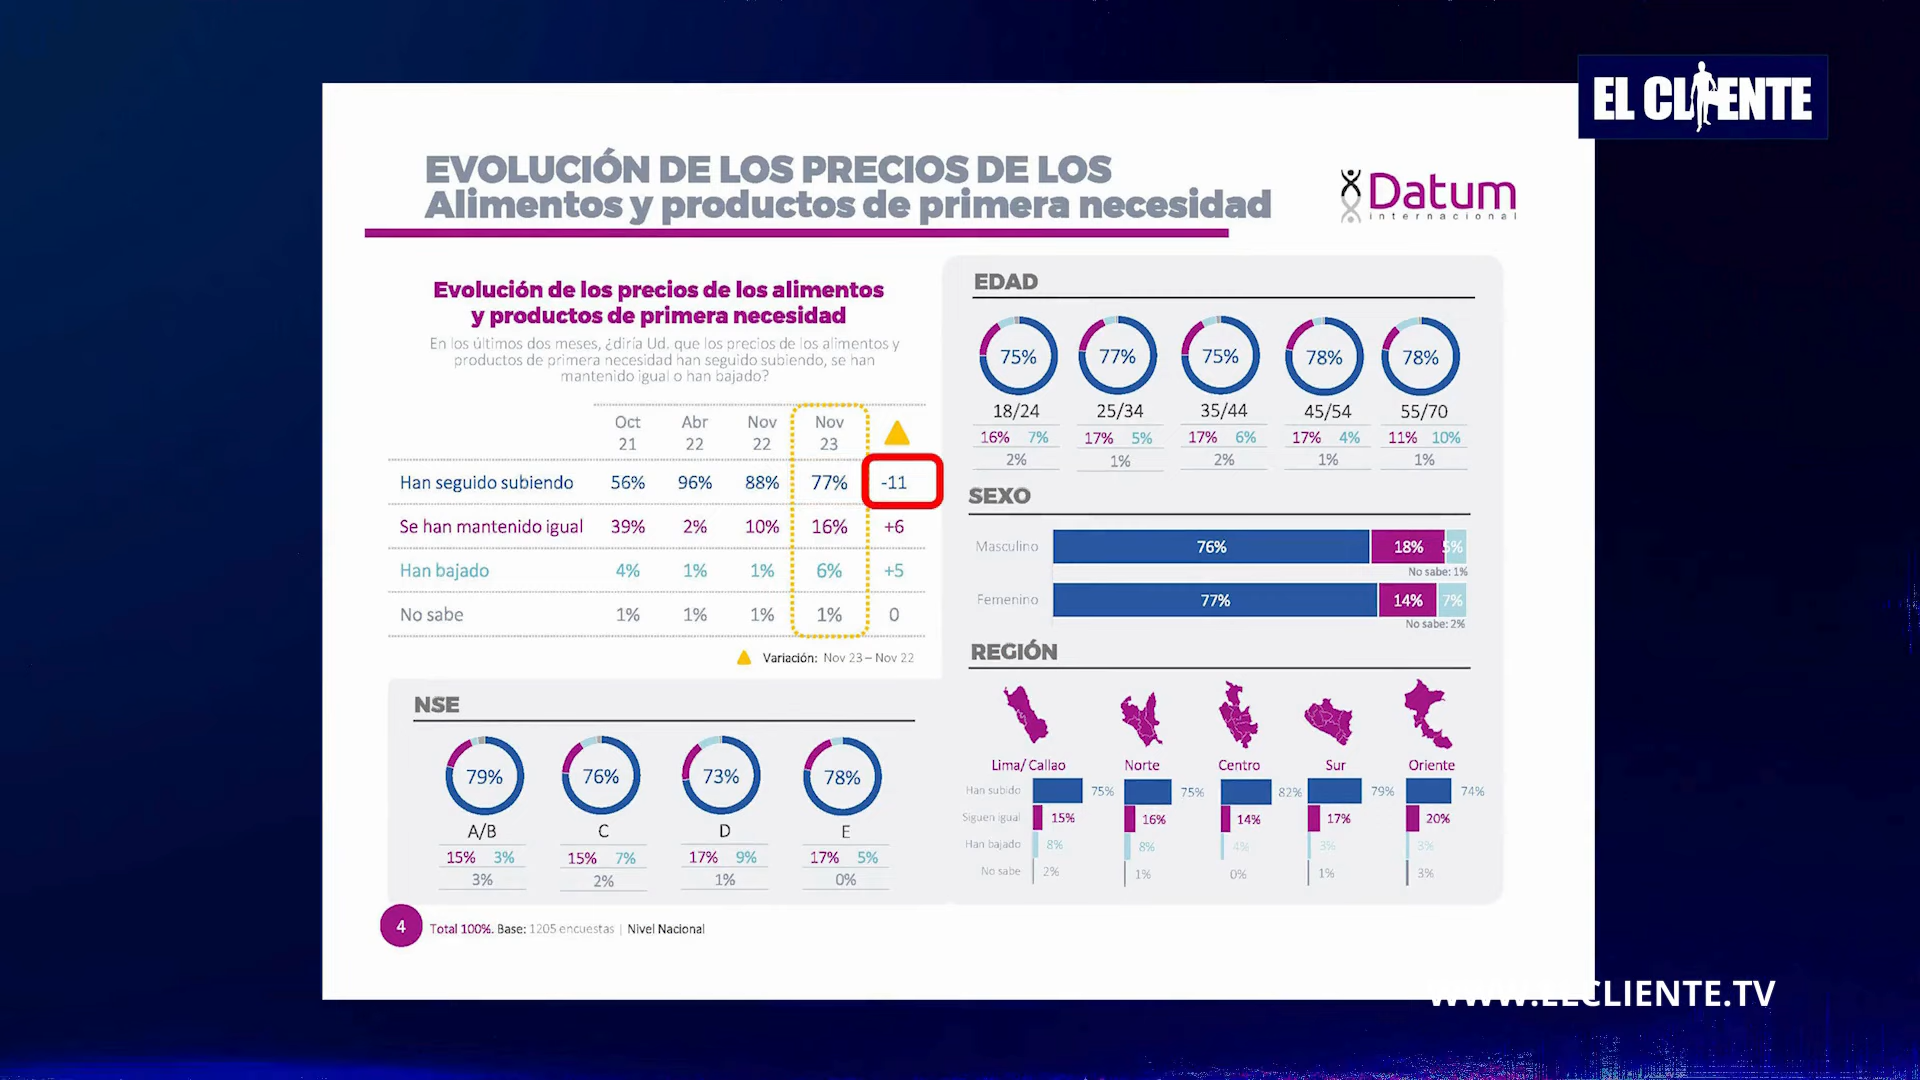 EL CLIENTE
EVOLUCIÓN DE LOS PRECIOS DE LOS
Alimentos y productos de primera necesidad
Datum
internacional
Evolución de los precios de los alimentos
y productos de primera necesidad
En los últimos dos meses, ¿diría Ud. que los precios de los alimentos y
productos de primera necesidad han seguido subiendo, se han
mantenido igual o han bajado?
Oct Abr Nov Nov
21 22 22 23
Han seguido subiendo 56% 96% 88% 77% -11
Se han mantenido igual 39% 2% 10% 16% +6
Han bajado 4% 1% 1% 6% +5
No sabe 1% 1% 1% 1% 0
Variación: Nov 23 – Nov 22
NSE
79% 76% 73% 78%
A/B C D E
15% 3% 15% 7% 17% 9% 17% 5%
3% 2% 1% 0%
EDAD
75% 77% 75% 78% 78%
18/24 25/34 35/44 45/54 55/70
16% 7% 17% 5% 17% 6% 17% 4% 11% 10%
2% 1% 2% 1% 1%
SEXO
Masculino 76% 18% 5%
No sabe: 1%
Femenino 77% 14% 7%
No sabe: 2%
REGIÓN
Lima/ Callao Norte Centro Sur Oriente
Han subido 75% 75% 82% 79% 74%
Siguen igual 15% 16% 14% 17% 20%
Han bajado 8% 8% 4% 3% 3%
No sabe 2% 1% 0% 1% 3%
4 Total 100%. Base: 1205 encuestas | Nivel Nacional
WWW.ELCLIENTE.TV